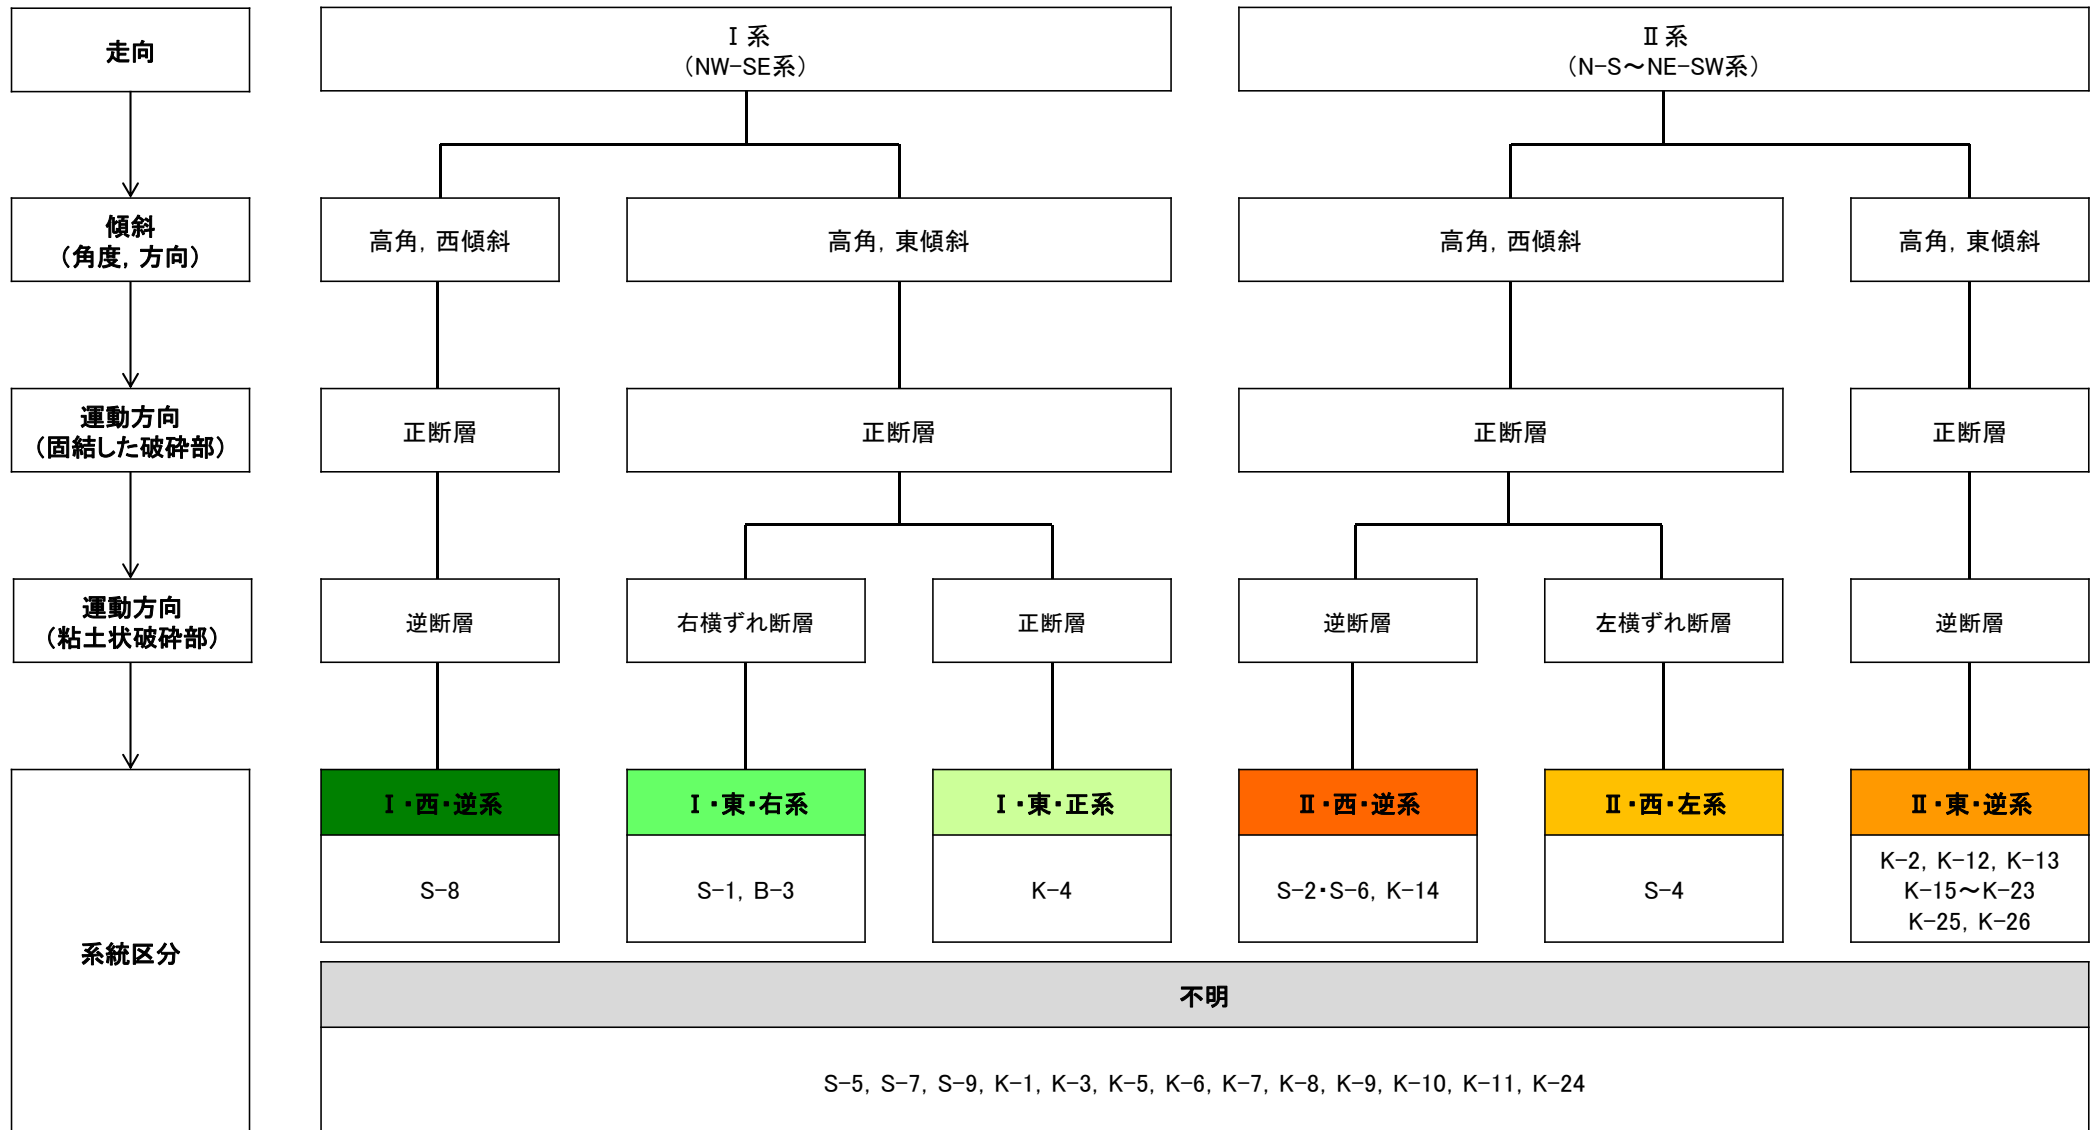 走向
Ⅰ系
（NW-SE系）
Ⅱ系
（N-S～NE-SW系）
傾斜
（角度，方向）
高角，西傾斜
高角，東傾斜
高角，西傾斜
高角，東傾斜
運動方向
（固結した破砕部）
正断層
正断層
正断層
正断層
運動方向
（粘土状破砕部）
逆断層
右横ずれ断層
正断層
逆断層
左横ずれ断層
逆断層
系統区分
Ⅰ・西・逆系
S-8
Ⅰ・東・右系
S-1，B-3
Ⅰ・東・正系
K-4
Ⅱ・西・逆系
S-2・S-6，K-14
Ⅱ・西・左系
S-4
Ⅱ・東・逆系
K-2，K-12，K-13
K-15～K-23
K-25，K-26
不明
S-5，S-7，S-9，K-1，K-3，K-5，K-6，K-7，K-8，K-9，K-10，K-11，K-24